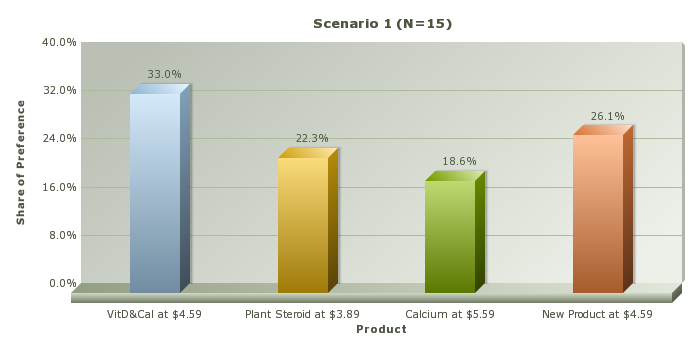 Scenario 1 (N=15)
Share of Preference
40.0%
32.0%
24.0%
16.0%
8.0%
0.0%
33.0%
22.3%
18.6%
26.1%
VitD&Cal at $4.59
Plant Steroid at $3.89
Calcium at $5.59
New Product at $4.59
Product